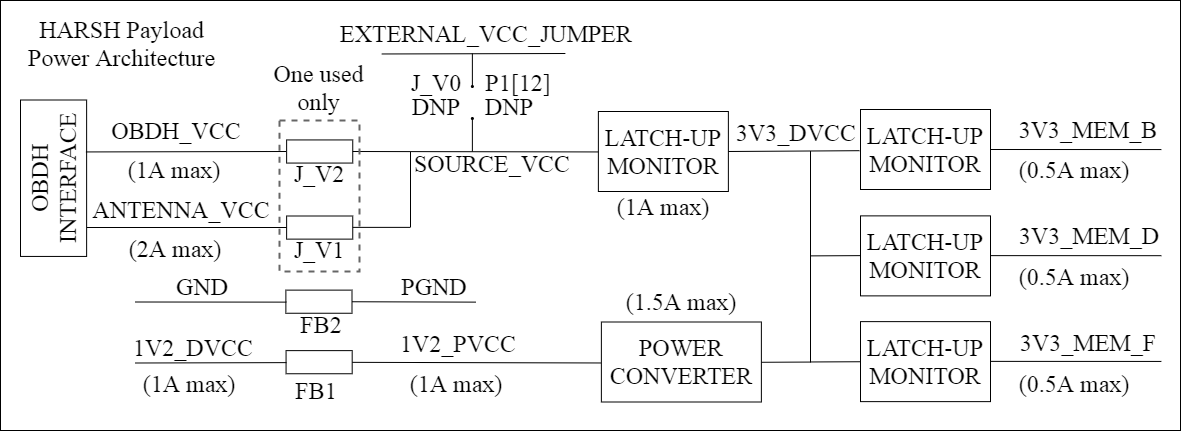 HARSH Payload
Power Architecture
EXTERNAL_VCC_JUMPER
One used
only
J_V0
DNP
P1[12]
DNP
OBDH
INTERFACE
OBDH_VCC
(1A max)
J_V2
SOURCE_VCC
LATCH-UP
MONITOR
(1A max)
3V3_DVCC
LATCH-UP
MONITOR
3V3_MEM_B
(0.5A max)
ANTENNA_VCC
(2A max)
J_V1
LATCH-UP
MONITOR
3V3_MEM_D
(0.5A max)
GND
PGND
FB2
(1.5A max)
1V2_DVCC
(1A max)
FB1
1V2_PVCC
(1A max)
POWER
CONVERTER
LATCH-UP
MONITOR
3V3_MEM_F
(0.5A max)